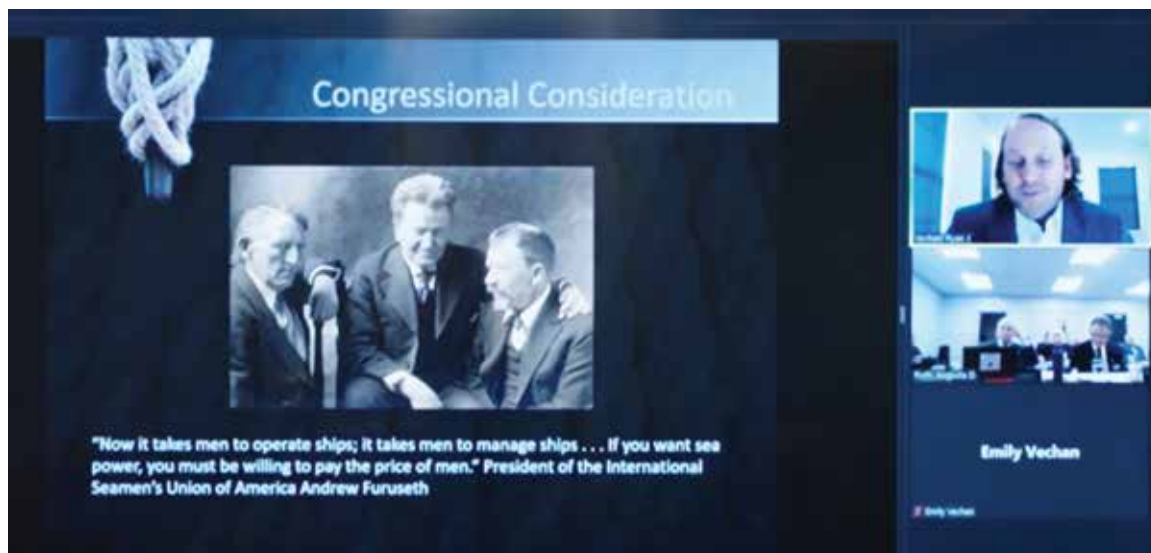 Congressional Consideration
"Now it takes men to operate ships; it takes men to manage ships . . . If you want sea
power, you must be willing to pay the price of men." President of the International
Seamen's Union of America Andrew Furuseth
Emily Vechan
Emily Vechan